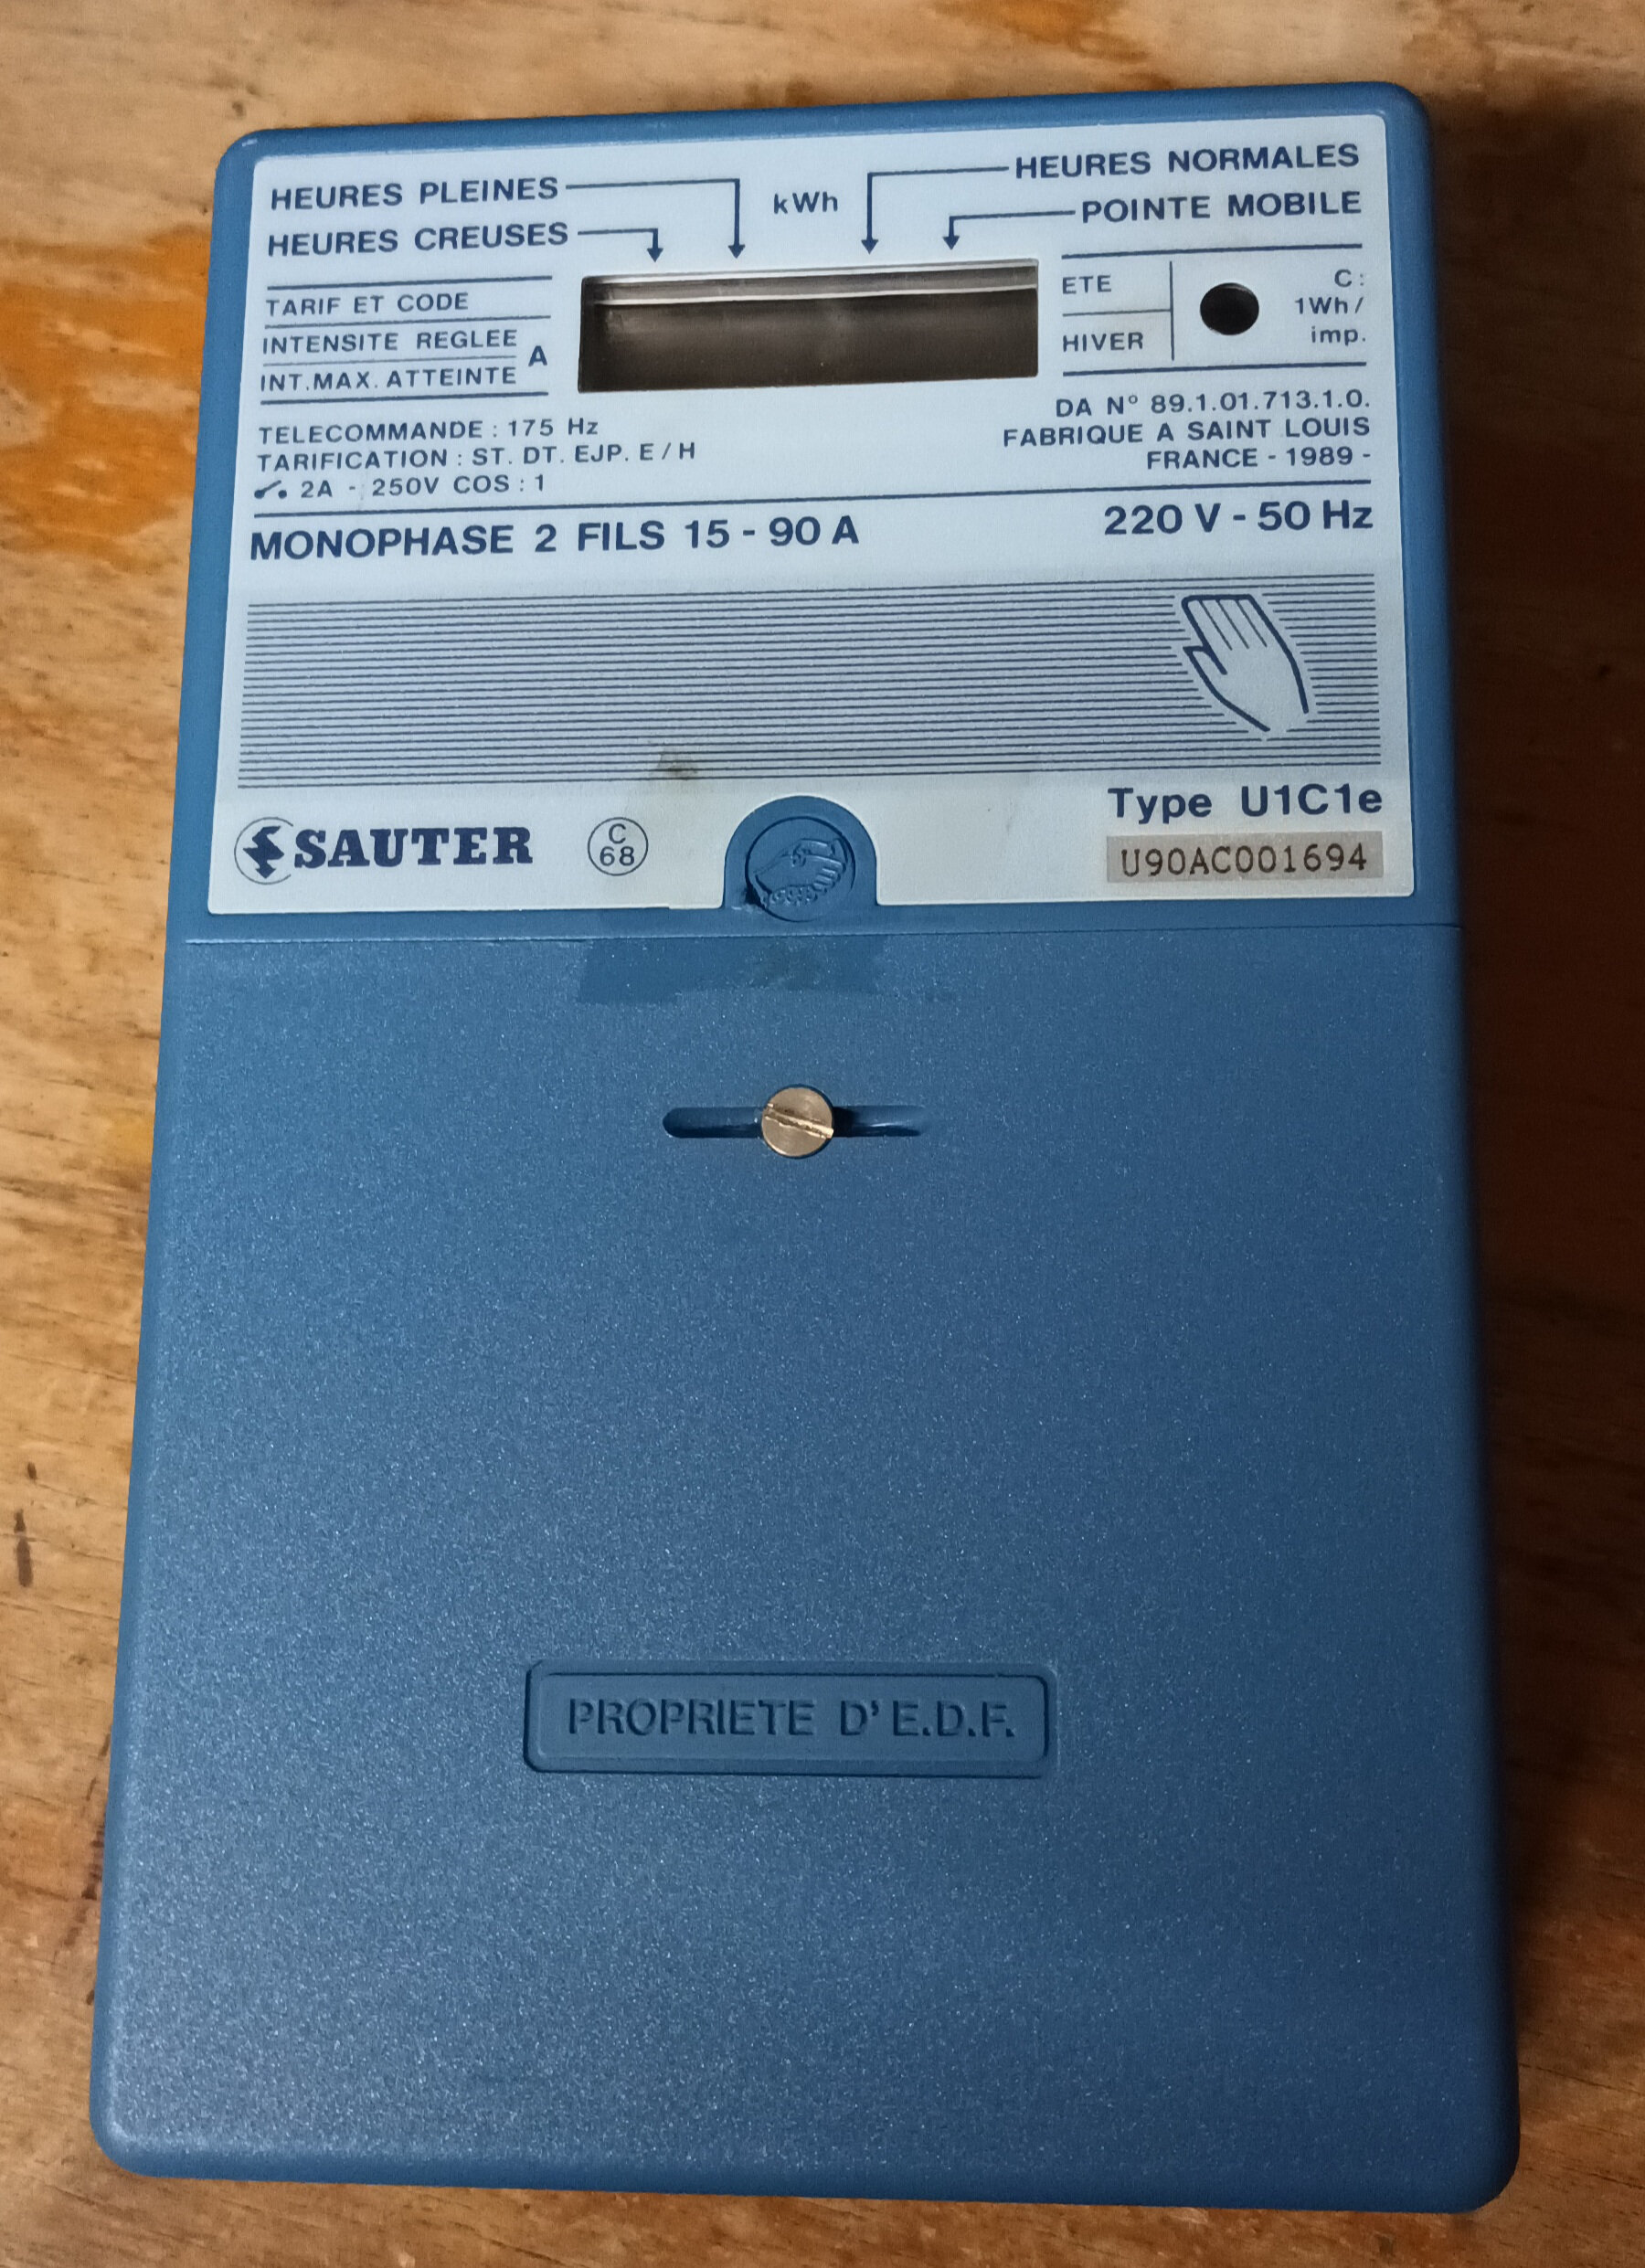 HEURES PLEINES
HEURES CREUSES
kWh
HEURES NORMALES
POINTE MOBILE
TARIF ET CODE
INTENSITE REGLEE
INT.MAX. ATTEINTE
A
ETE
HIVER
C:
1Wh/
imp.
TELECOMMANDE : 175 Hz
TARIFICATION : ST. DT. EJP. E / H
2A - 250V COS : 1
DA N° 89.1.01.713.1.0.
FABRIQUE A SAINT LOUIS
FRANCE - 1989 -
MONOPHASE 2 FILS 15 - 90 A
220 V - 50 Hz
SAUTER
C
68
Type U1C1e
U90AC001694
PROPRIETE D'E.D.F.